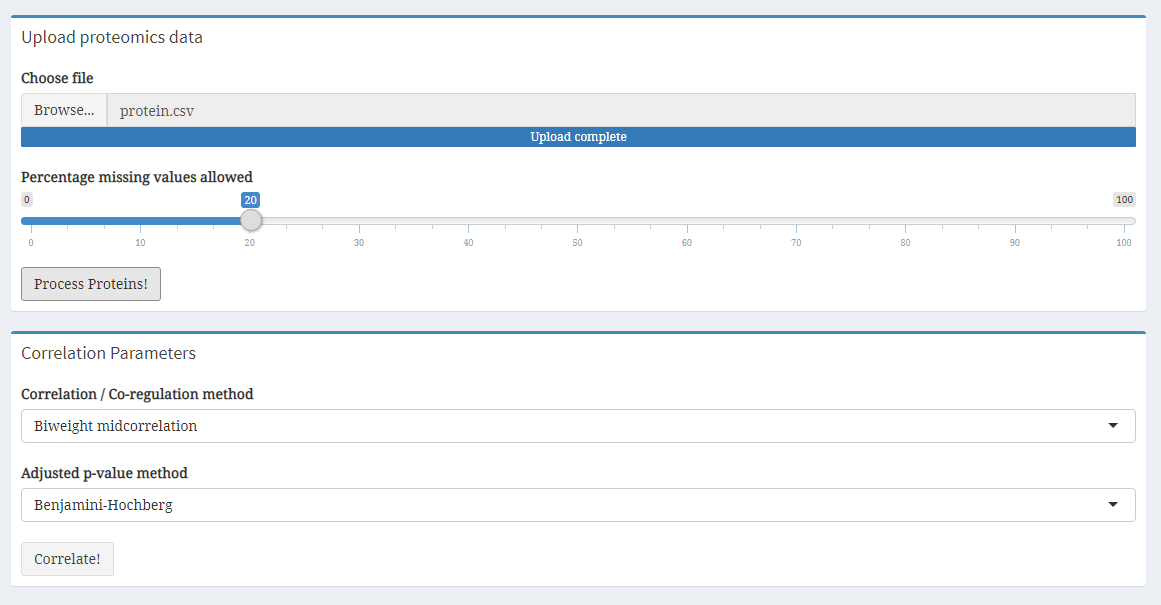 Upload proteomics data
Choose file
Browse... protein.csv
Upload complete
Percentage missing values allowed
0 20 100
0 10 20 30 40 50 60 70 80 90 100
Process Proteins!
Correlation Parameters
Correlation / Co-regulation method
Biweight midcorrelation
Adjusted p-value method
Benjamini-Hochberg
Correlate!